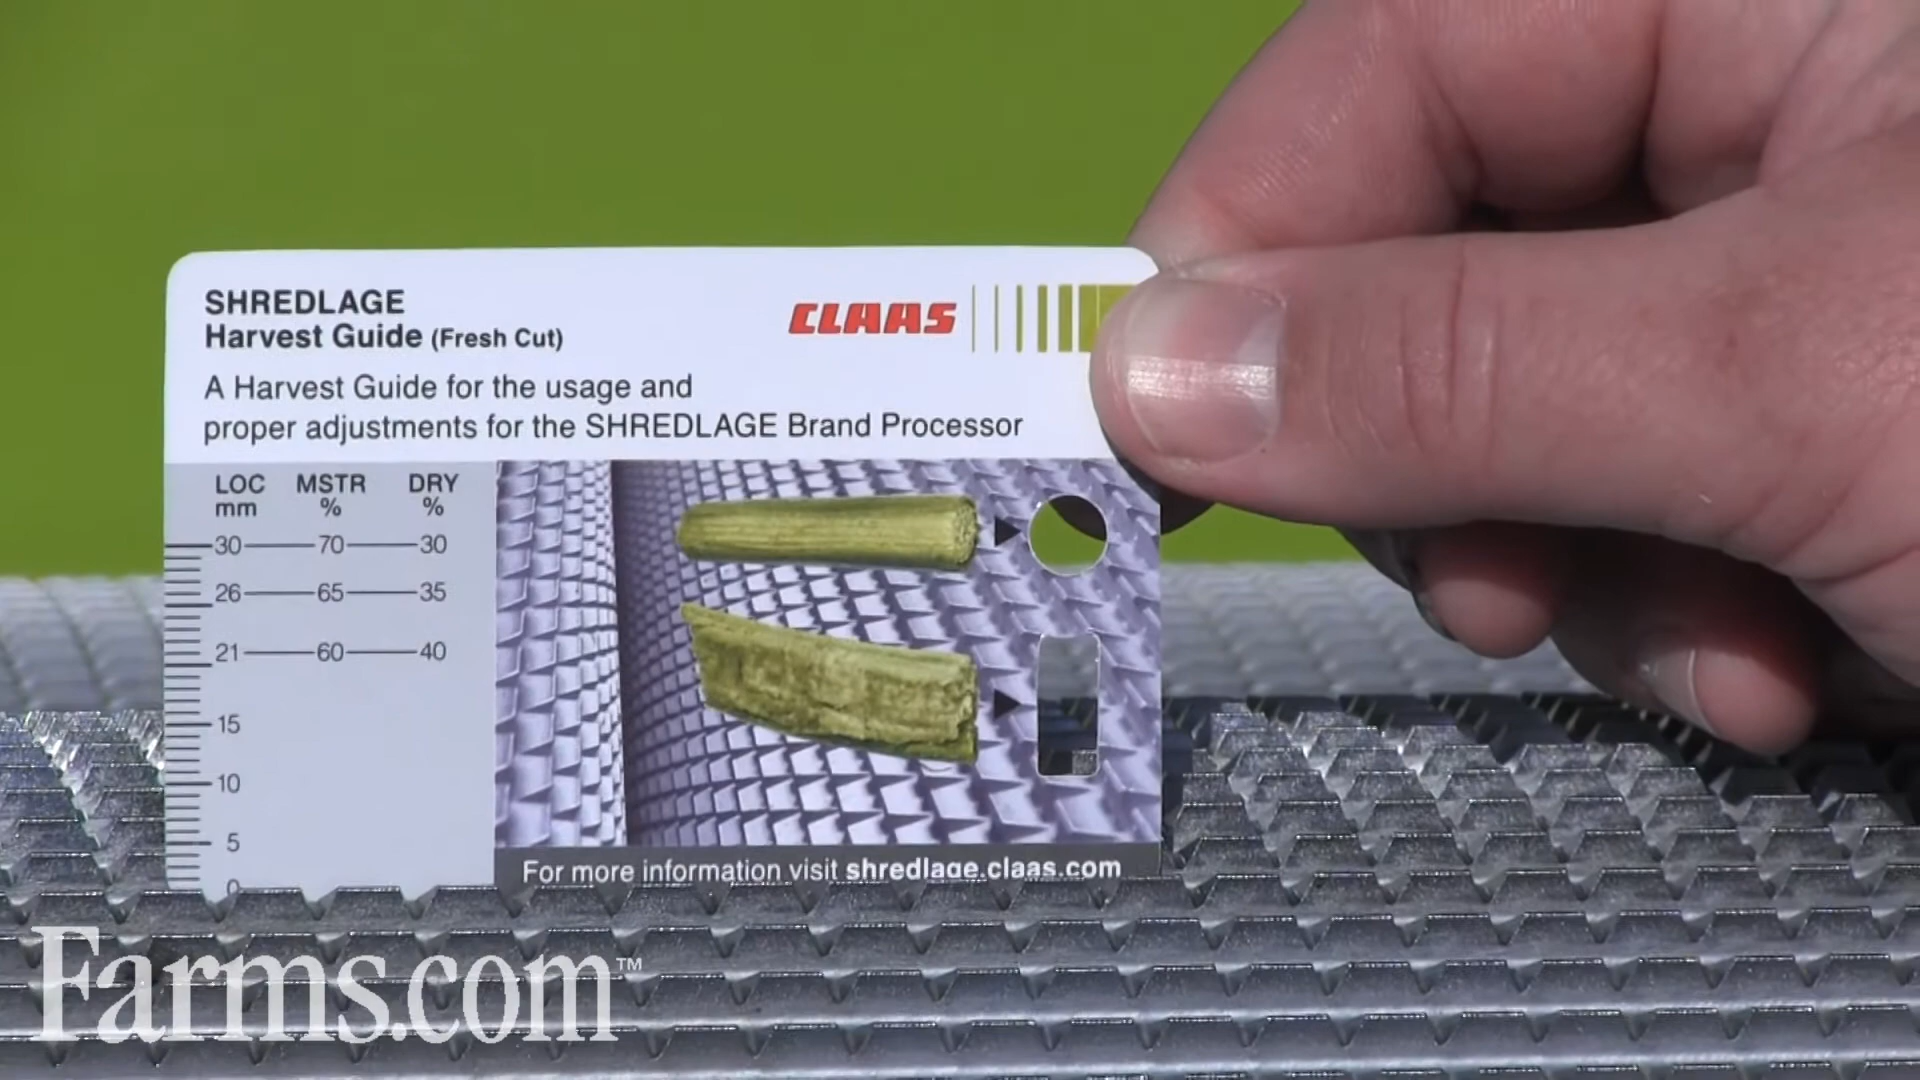 SHREDLAGE
Harvest Guide (Fresh Cut)
CLAAS
A Harvest Guide for the usage and
proper adjustments for the SHREDLAGE Brand Processor
LOC MSTR DRY
mm % %
30 70 30
26 65 35
21 60 40
15
10
5
0
For more information visit shredlage.claas.com
Farms.com™